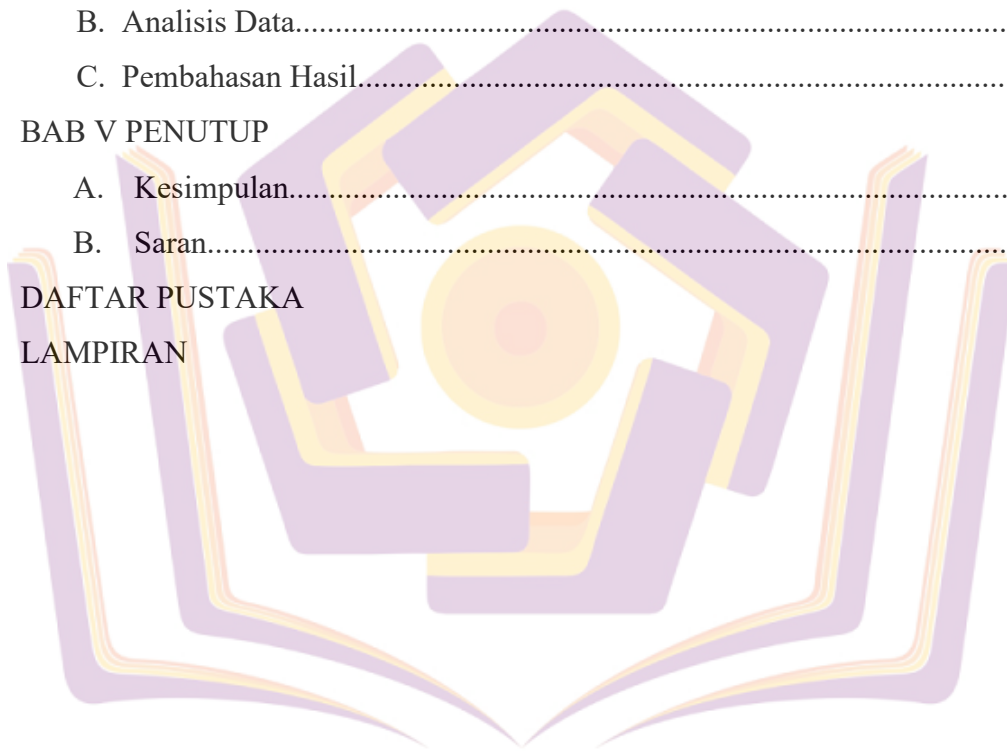 B. Analisis Data................................................................................................
C. Pembahasan Hasil.......................................................................................
BAB V PENUTUP
A. Kesimpulan................................................................................................
B. Saran..........................................................................................................
DAFTAR PUSTAKA
LAMPIRAN